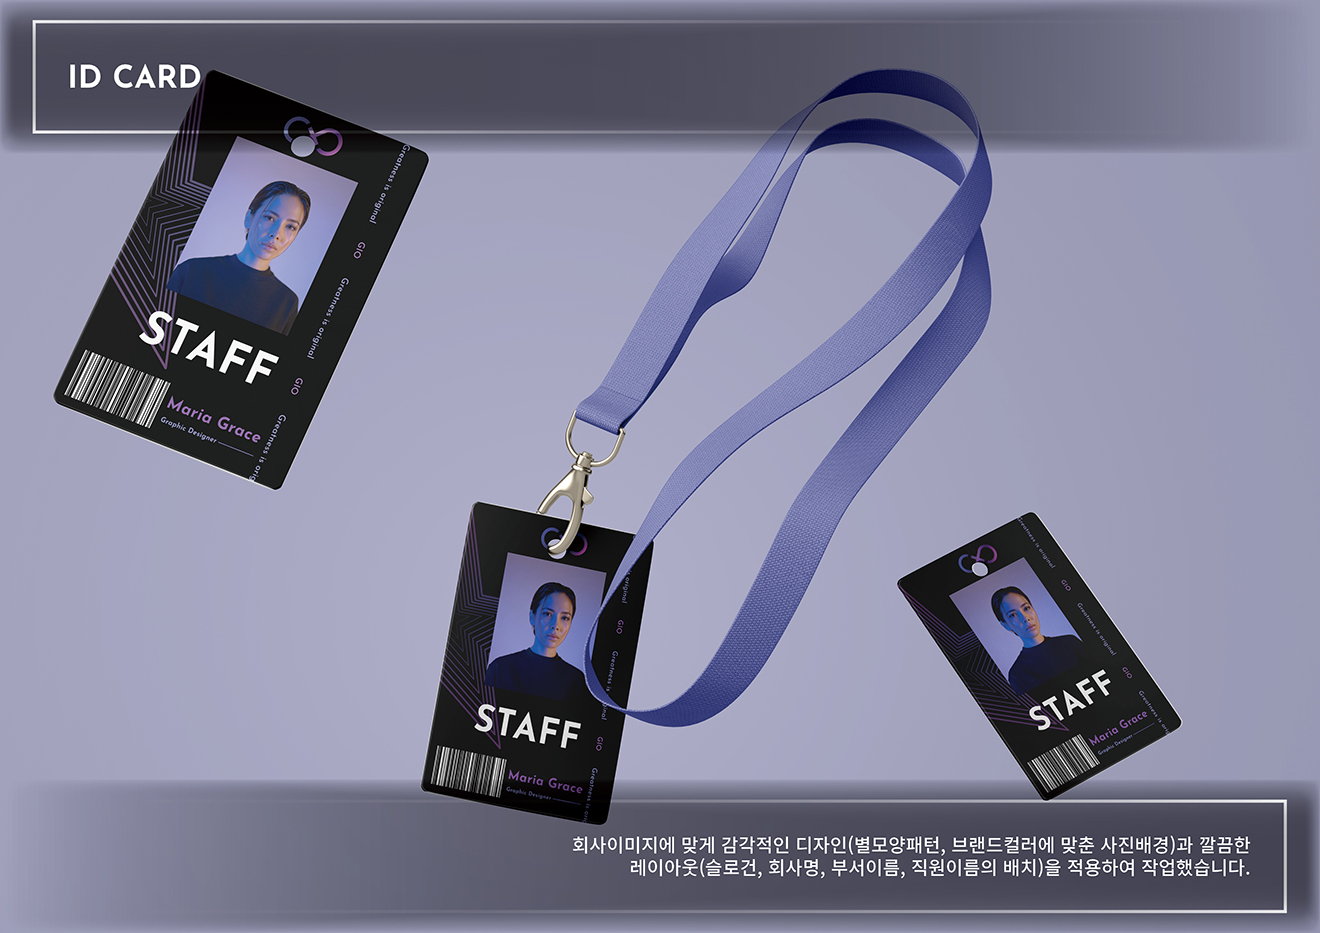 ID CARD
Greatness is original
GIO
Greatness is original
GIO
Greatness is ori
STAFF
Maria Grace
Graphic Designer
original
GIO
Greatness is
GIO
Greatness is
STAFF
Maria Grace
Graphic Designer
Greatness is original
GIO
Greatness is original
GIO
Greatness is
STAFF
Maria Grace
Graphic Designer
회사이미지에 맞게 감각적인 디자인(별모양패턴, 브랜드컬러에 맞춘 사진배경)과 깔끔한
레이아웃(슬로건, 회사명, 부서이름, 직원이름의 배치)을 적용하여 작업했습니다.